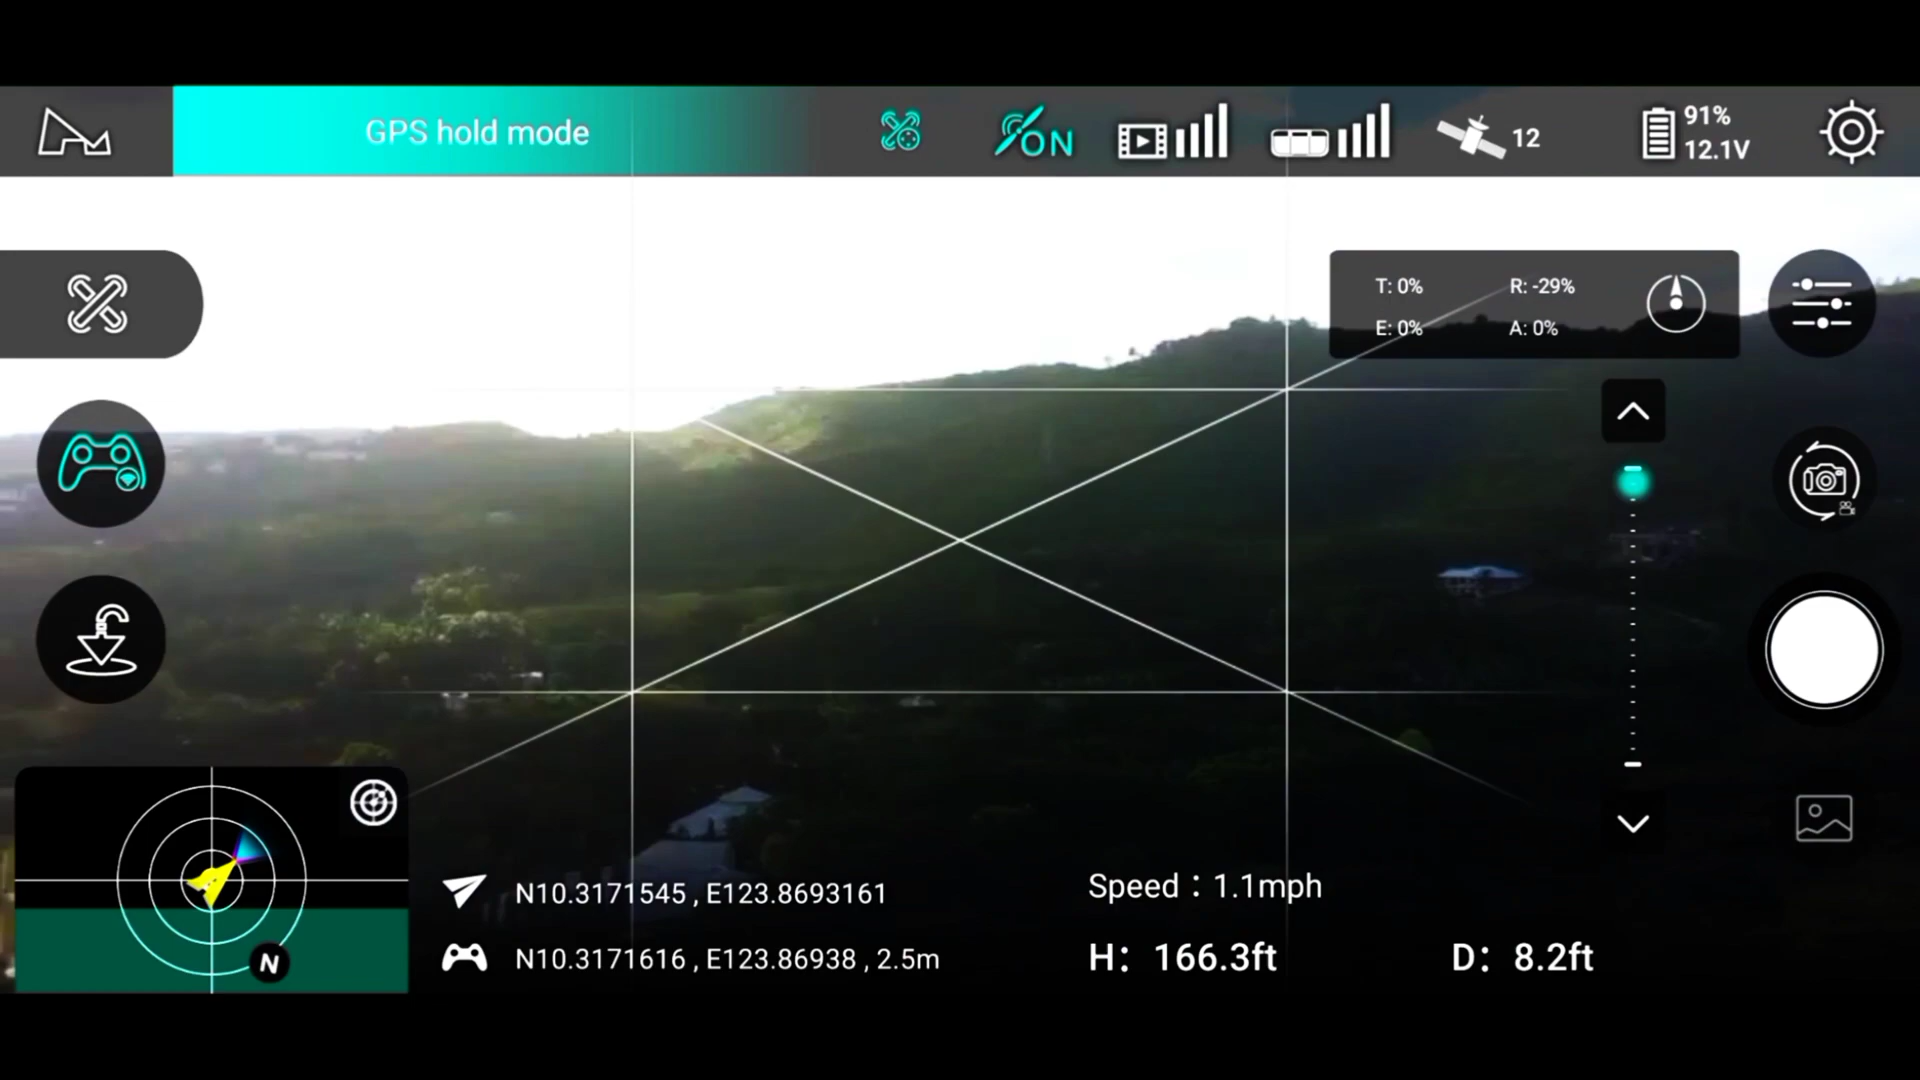 GPS hold mode
ON
12
91%
12.1V
T: 0%
R: -29%
E: 0%
A: 0%
N10.3171545 , E123.8693161
Speed : 1.1mph
N10.3171616 , E123.86938 , 2.5m
H: 166.3ft
D: 8.2ft
N